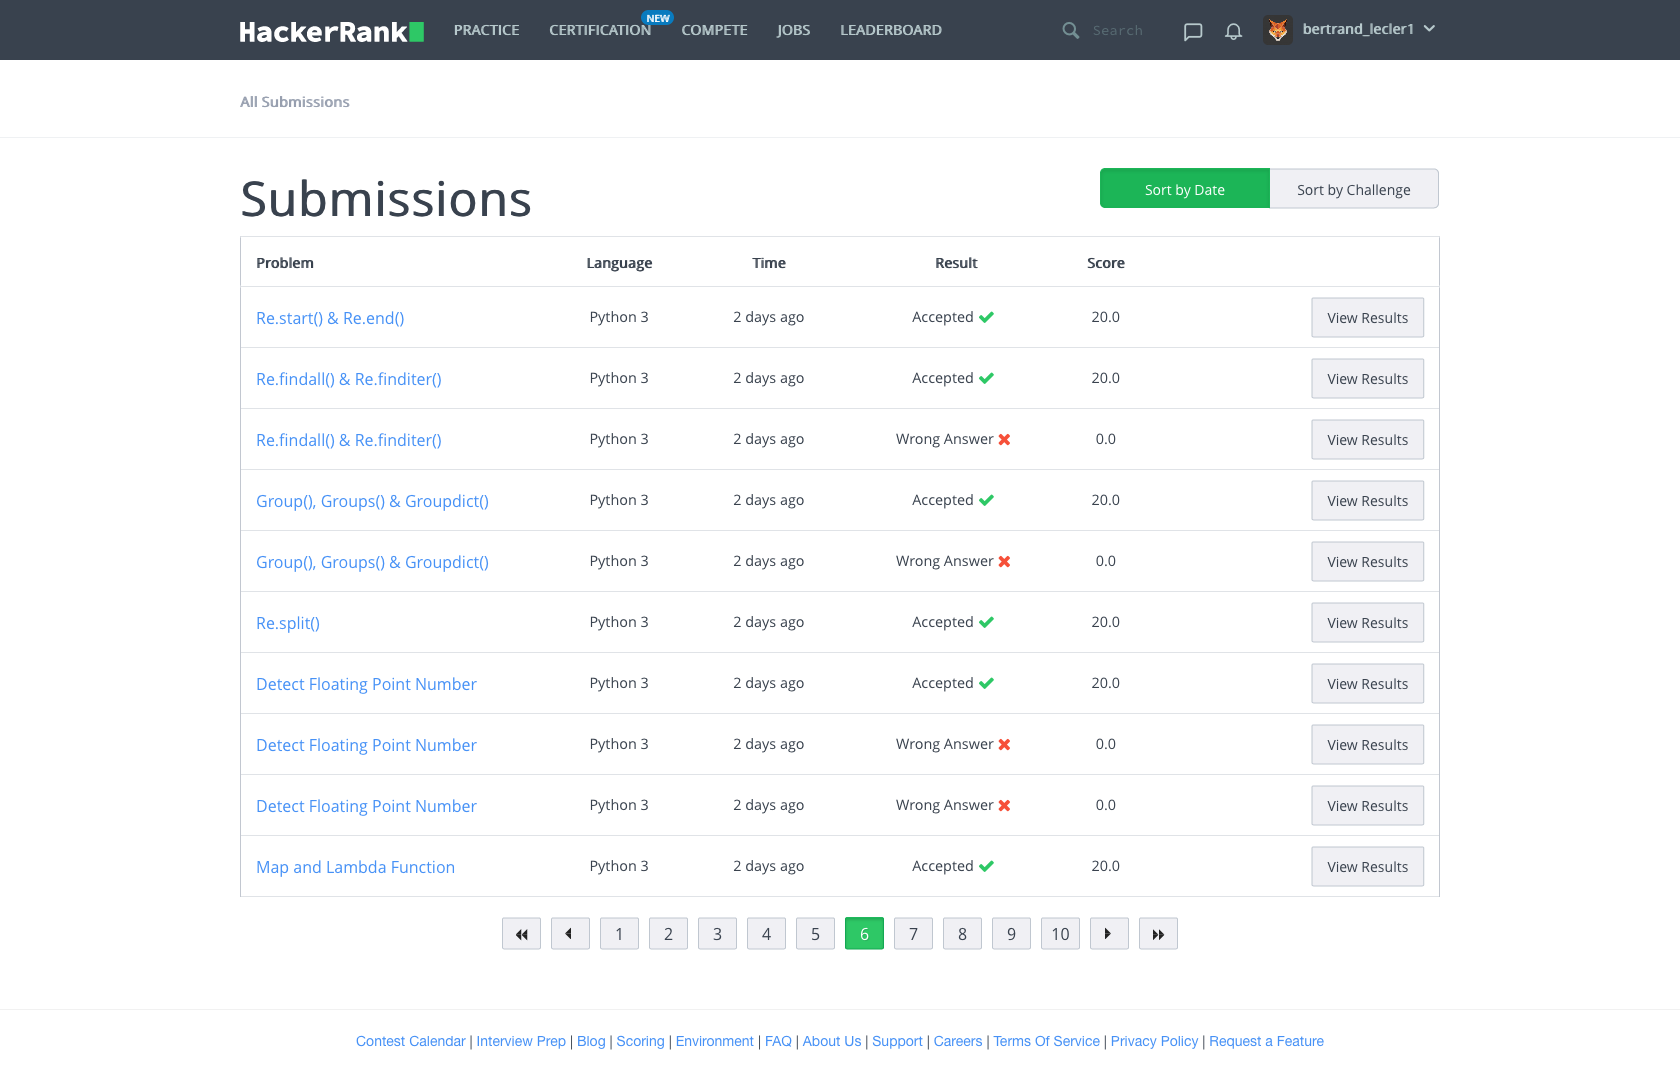 HackerRank PRACTICE CERTIFICATION NEW COMPETE JOBS LEADERBOARD Search bertrand_lecler1
All Submissions
Submissions
Sort by Date Sort by Challenge
Problem Language Time Result Score
Re.start() & Re.end() Python 3 2 days ago Accepted 20.0 View Results
Re.findall() & Re.finditer() Python 3 2 days ago Accepted 20.0 View Results
Re.findall() & Re.finditer() Python 3 2 days ago Wrong Answer 0.0 View Results
Group(), Groups() & Groupdict() Python 3 2 days ago Accepted 20.0 View Results
Group(), Groups() & Groupdict() Python 3 2 days ago Wrong Answer 0.0 View Results
Re.split() Python 3 2 days ago Accepted 20.0 View Results
Detect Floating Point Number Python 3 2 days ago Accepted 20.0 View Results
Detect Floating Point Number Python 3 2 days ago Wrong Answer 0.0 View Results
Detect Floating Point Number Python 3 2 days ago Wrong Answer 0.0 View Results
Map and Lambda Function Python 3 2 days ago Accepted 20.0 View Results
1 2 3 4 5 6 7 8 9 10
Contest Calendar | Interview Prep | Blog | Scoring | Environment | FAQ | About Us | Support | Careers | Terms Of Service | Privacy Policy | Request a Feature